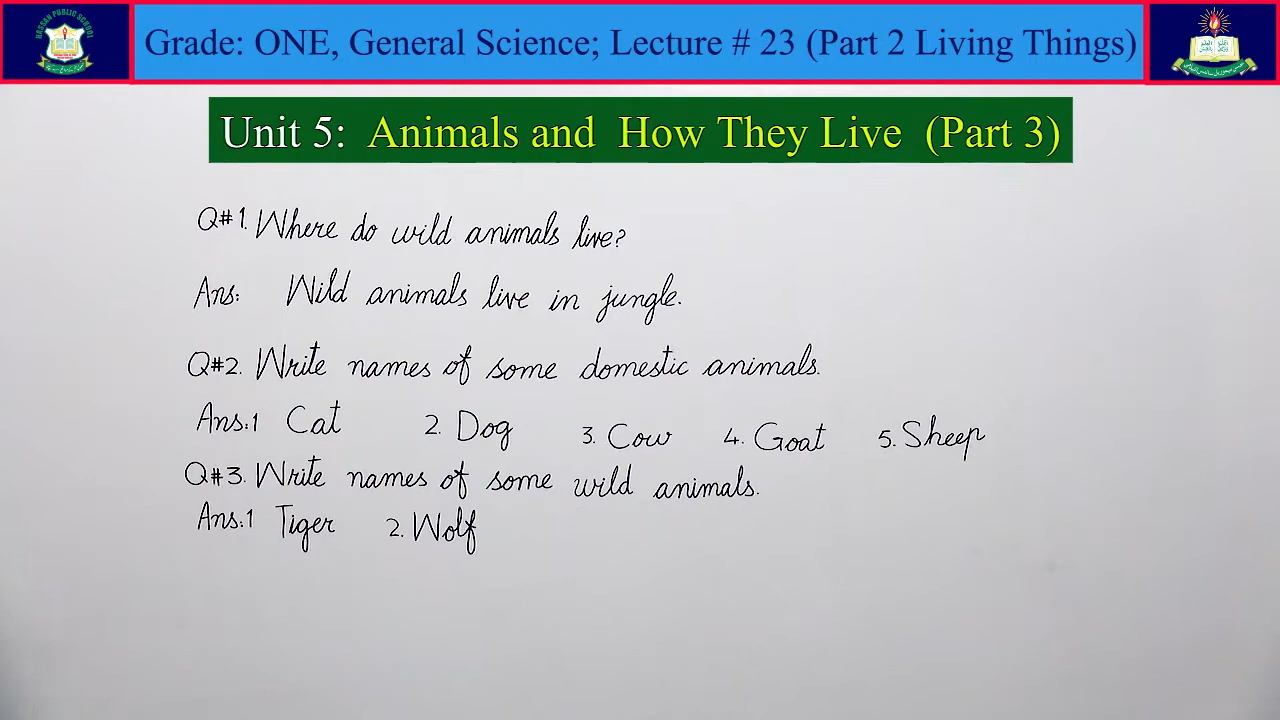 HASSAN PUBLIC SCHOOL
Grade: ONE, General Science; Lecture # 23 (Part 2 Living Things)
Unit 5: Animals and How They Live (Part 3)
Q#1. Where do wild animals live?
Ans: Wild animals live in jungle.
Q#2. Write names of some domestic animals.
Ans:1 Cat 2. Dog 3. Cow 4. Goat 5. Sheep
Q#3. Write names of some wild animals.
Ans:1 Tiger 2. Wolf